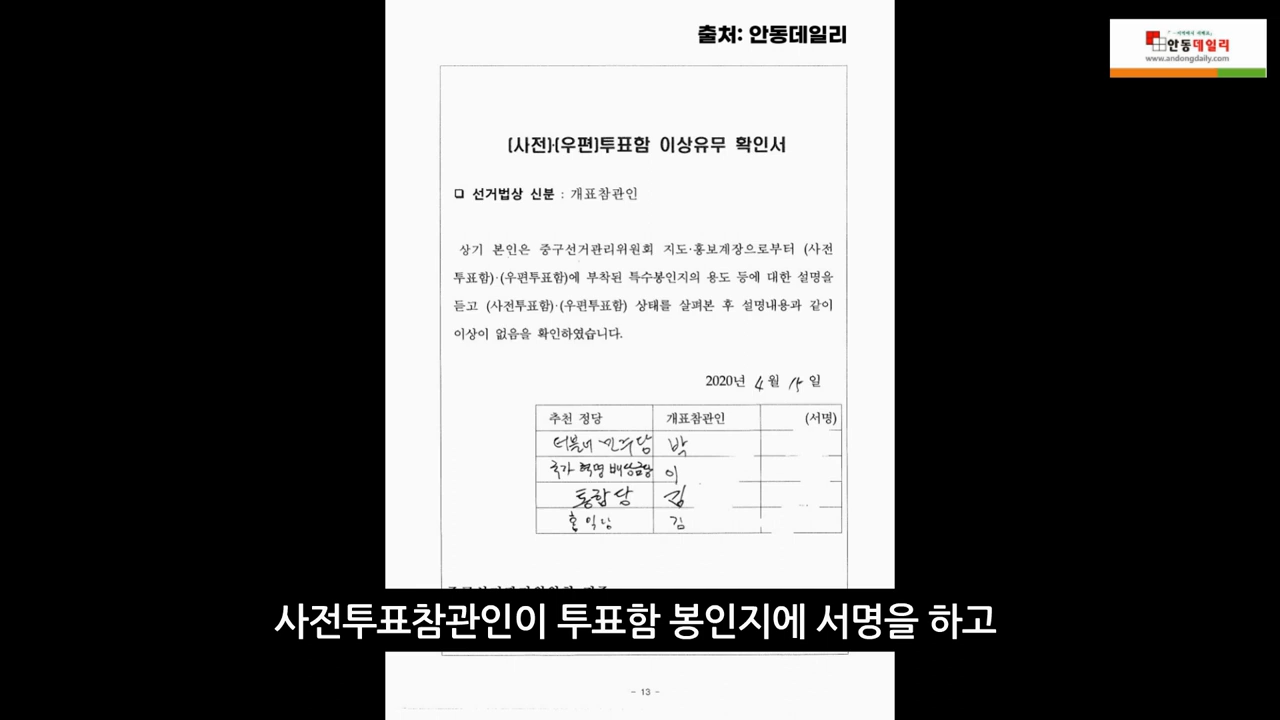 출처: 안동데일리
안동데일리
www.andongdaily.com
(사전)·(우편)투표함 이상유무 확인서
❑ 선거법상 신분 : 개표참관인
상기 본인은 중구선거관리위원회 지도·홍보계장으로부터 (사전
투표함)·(우편투표함)에 부착된 특수봉인지의 용도 등에 대한 설명을
듣고 (사전투표함)·(우편투표함) 상태를 살펴본 후 설명내용과 같이
이상이 없음을 확인하였습니다.
2020년 4월 15일
추천 정당 개표참관인 (서명)
더불어 민주당 박
국가 혁명 배당금당 이
통합당 김
홍익당 김
사전투표참관인이 투표함 봉인지에 서명을 하고
- 13 -